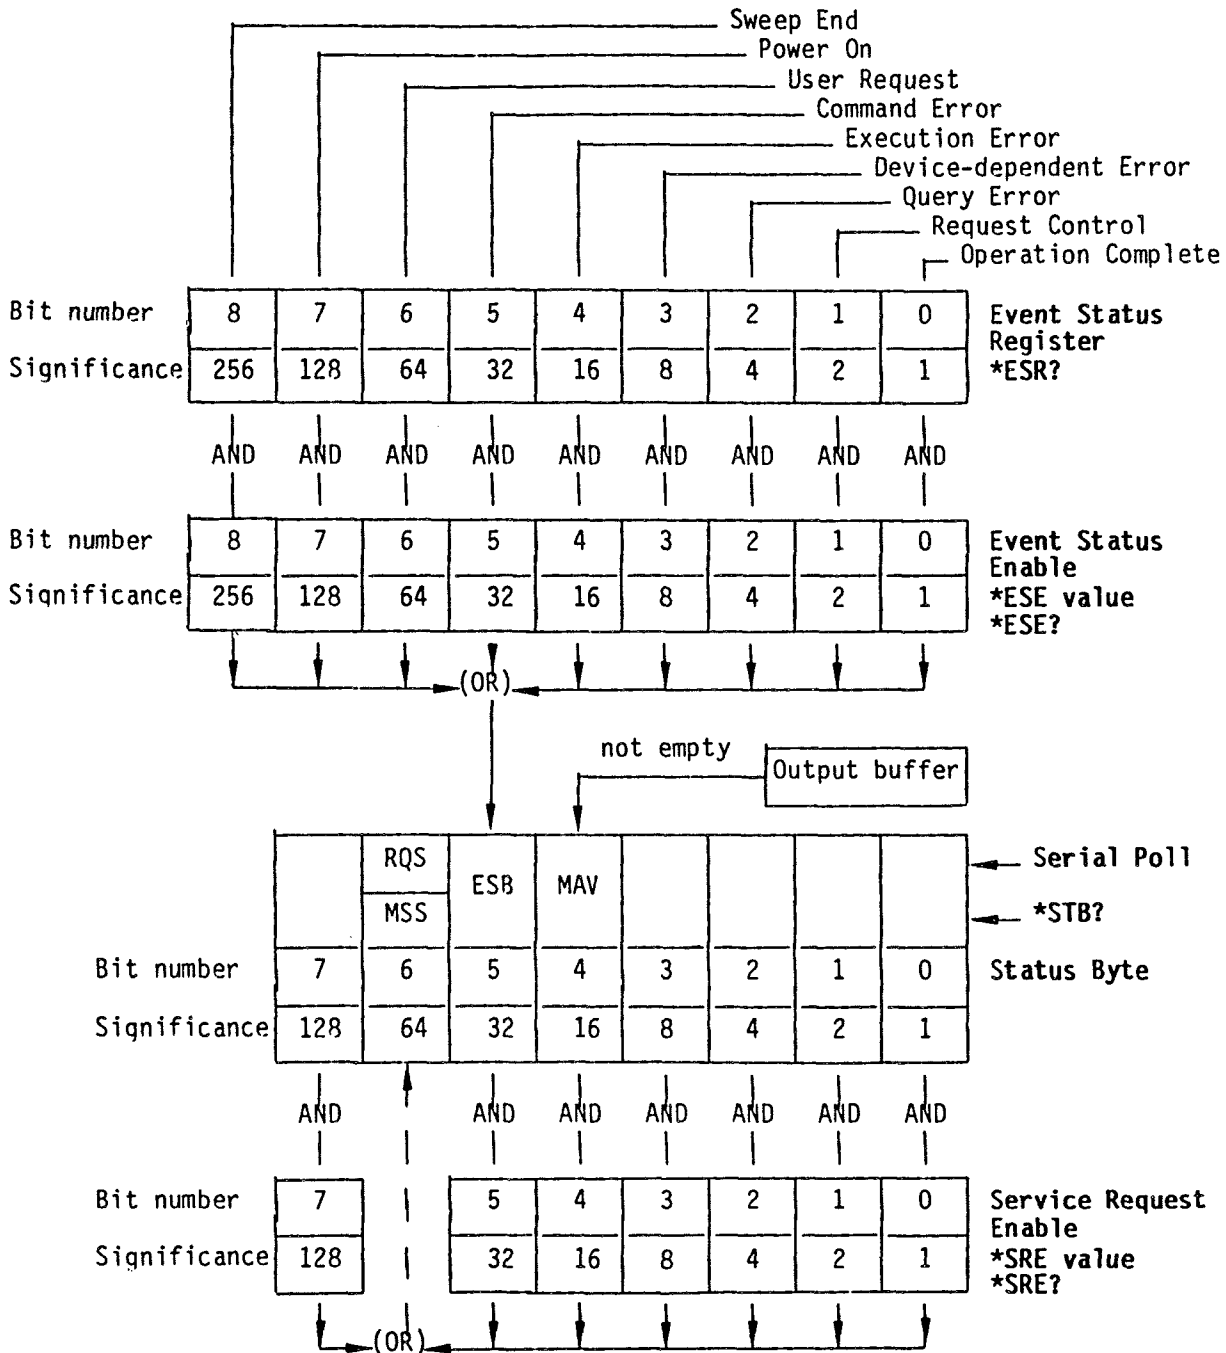 Sweep End
Power On
User Request
Command Error
Execution Error
Device-dependent Error
Query Error
Request Control
Operation Complete
Bit number 8 7 6 5 4 3 2 1 0 Event Status
Register
Significance 256 128 64 32 16 8 4 2 1 *ESR?
AND AND AND AND AND AND AND AND AND
Bit number 8 7 6 5 4 3 2 1 0 Event Status
Enable
Significance 256 128 64 32 16 8 4 2 1 *ESE value
*ESE?
(OR)
not empty Output buffer
RQS ESB MAV Serial Poll
MSS *STB?
Bit number 7 6 5 4 3 2 1 0 Status Byte
Significance 128 64 32 16 8 4 2 1
AND AND AND AND AND AND AND
Bit number 7 5 4 3 2 1 0 Service Request
Enable
Significance 128 32 16 8 4 2 1 *SRE value
*SRE?
(OR)